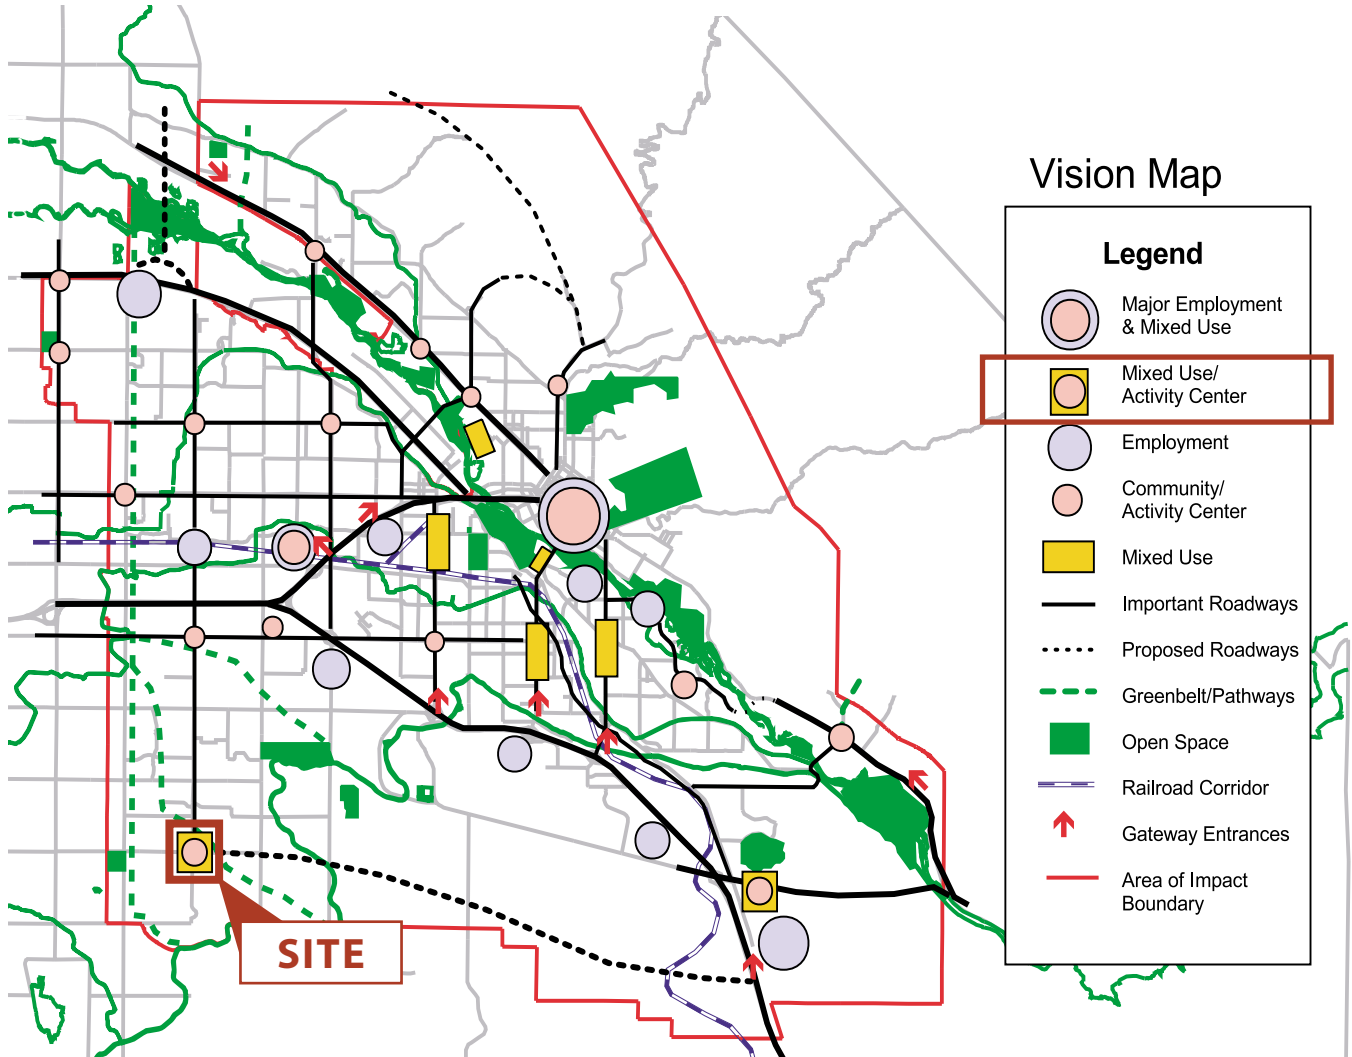 Vision Map
Legend
Major Employment
& Mixed Use
Mixed Use/
Activity Center
Employment
Community/
Activity Center
Mixed Use
Important Roadways
Proposed Roadways
Greenbelt/Pathways
Open Space
Railroad Corridor
Gateway Entrances
Area of Impact
Boundary
SITE